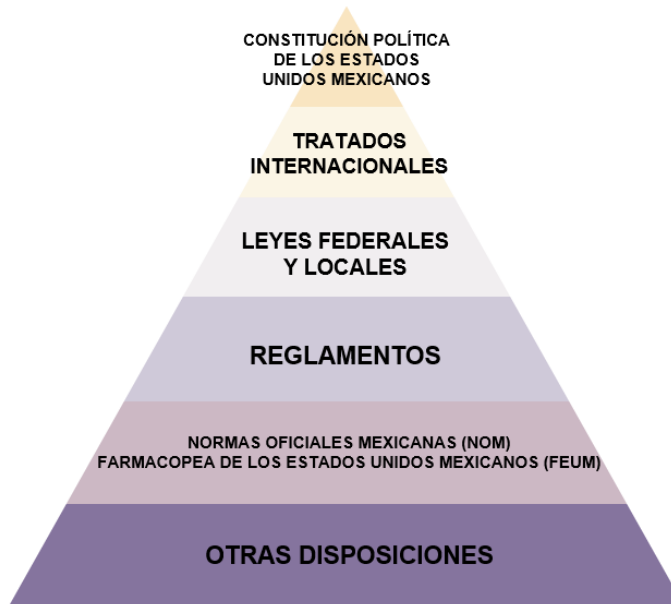 CONSTITUCIÓN POLÍTICA
DE LOS ESTADOS
UNIDOS MEXICANOS
TRATADOS
INTERNACIONALES
LEYES FEDERALES
Y LOCALES
REGLAMENTOS
NORMAS OFICIALES MEXICANAS (NOM)
FARMACOPEA DE LOS ESTADOS UNIDOS MEXICANOS (FEUM)
OTRAS DISPOSICIONES